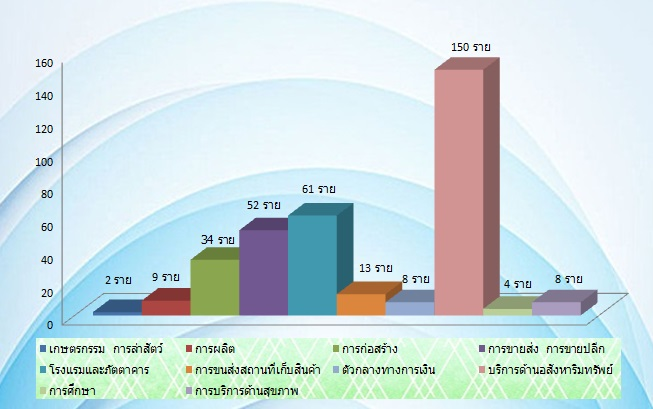 150 ราย
160
140
120
100
80
60
40
20
0
2 ราย
9 ราย
34 ราย
52 ราย
61 ราย
13 ราย
8 ราย
4 ราย
8 ราย
เกษตรกรรม การล่าสัตว์
การผลิต
การก่อสร้าง
การขายส่ง การขายปลีก
โรงแรมและภัตตาคาร
การขนส่งสถานที่เก็บสินค้า
ตัวกลางทางการเงิน
บริการด้านอสังหาริมทรัพย์
การศึกษา
การบริการด้านสุขภาพ